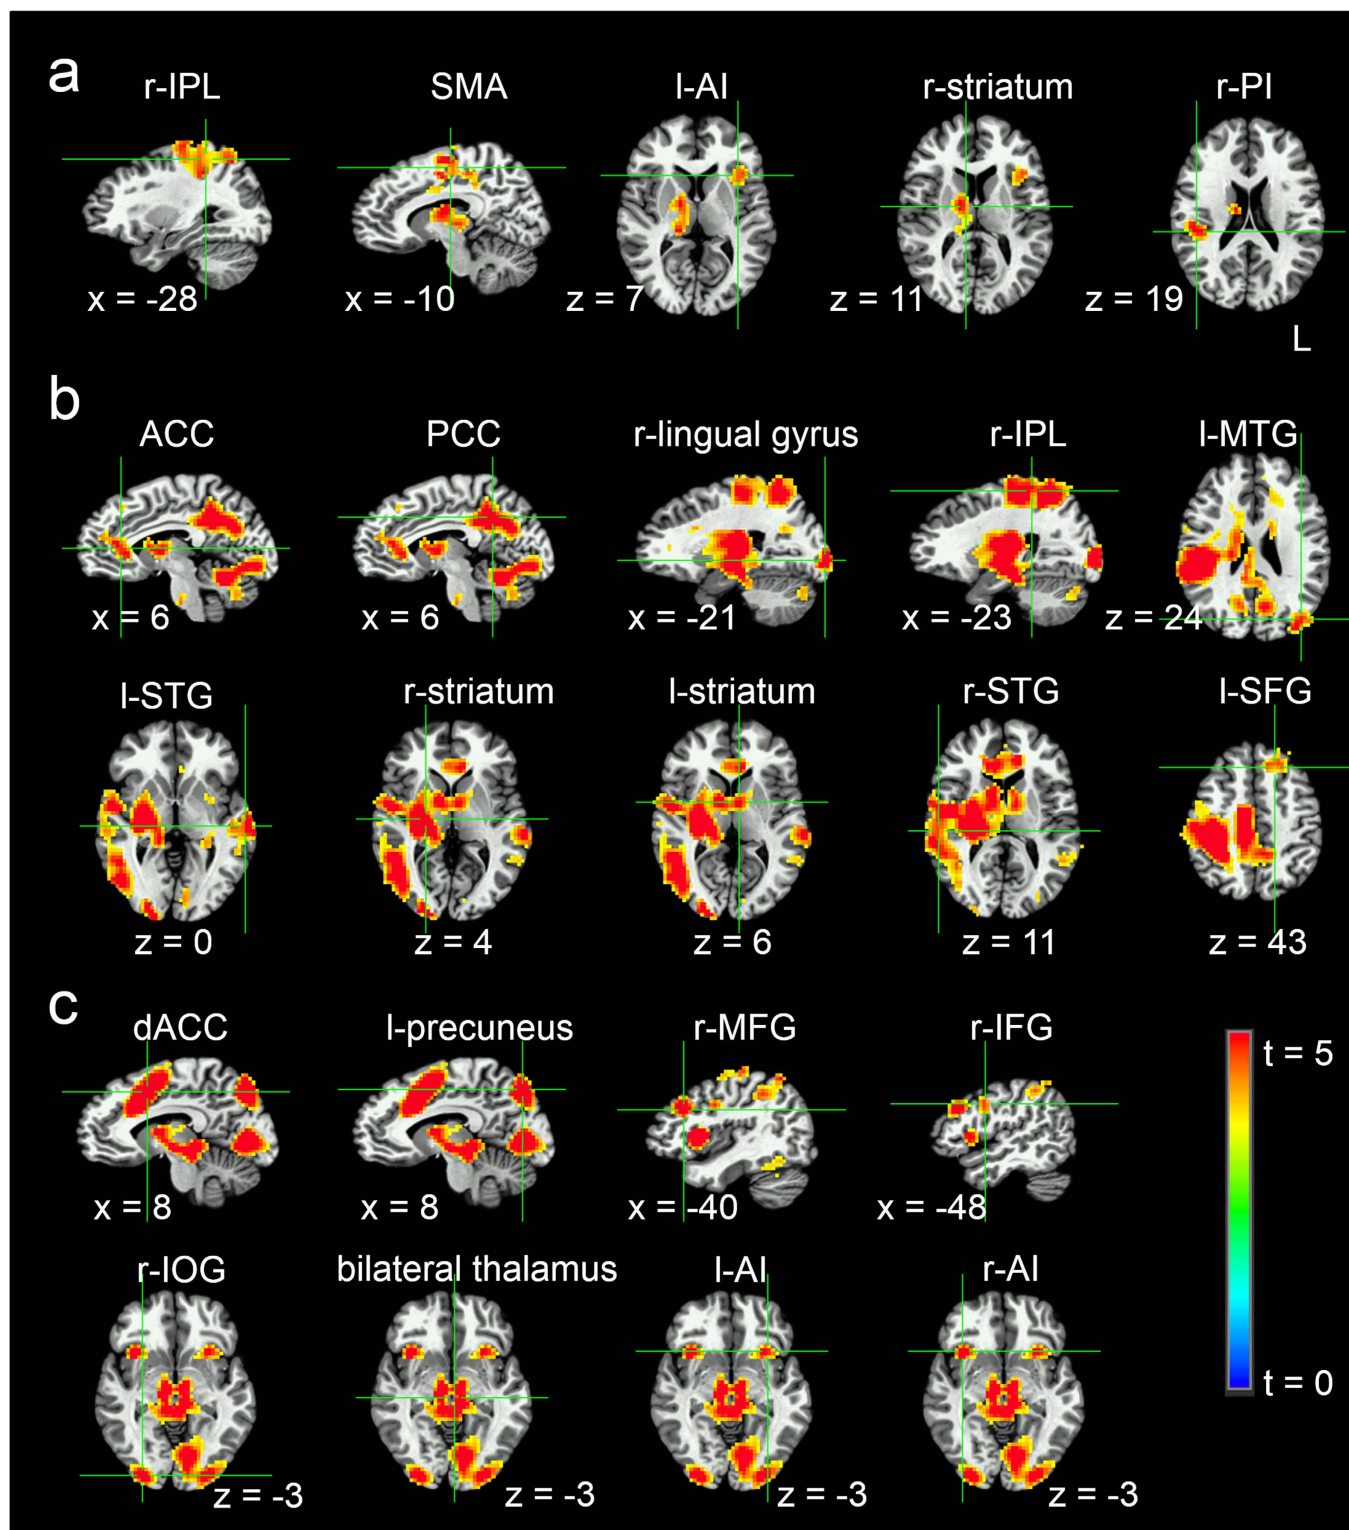 a
r-IPL SMA l-AI r-striatum r-PI
x = -28 x = -10 z = 7 z = 11 z = 19
L
b
ACC PCC r-lingual gyrus r-IPL l-MTG
x = 6 x = 6 x = -21 x = -23 z = 24
l-STG r-striatum l-striatum r-STG l-SFG
z = 0 z = 4 z = 6 z = 11 z = 43
c
dACC l-precuneus r-MFG r-IFG
t = 5
x = 8 x = 8 x = -40 x = -48
r-IOG bilateral thalamus l-AI r-AI
t = 0
z = -3 z = -3 z = -3 z = -3